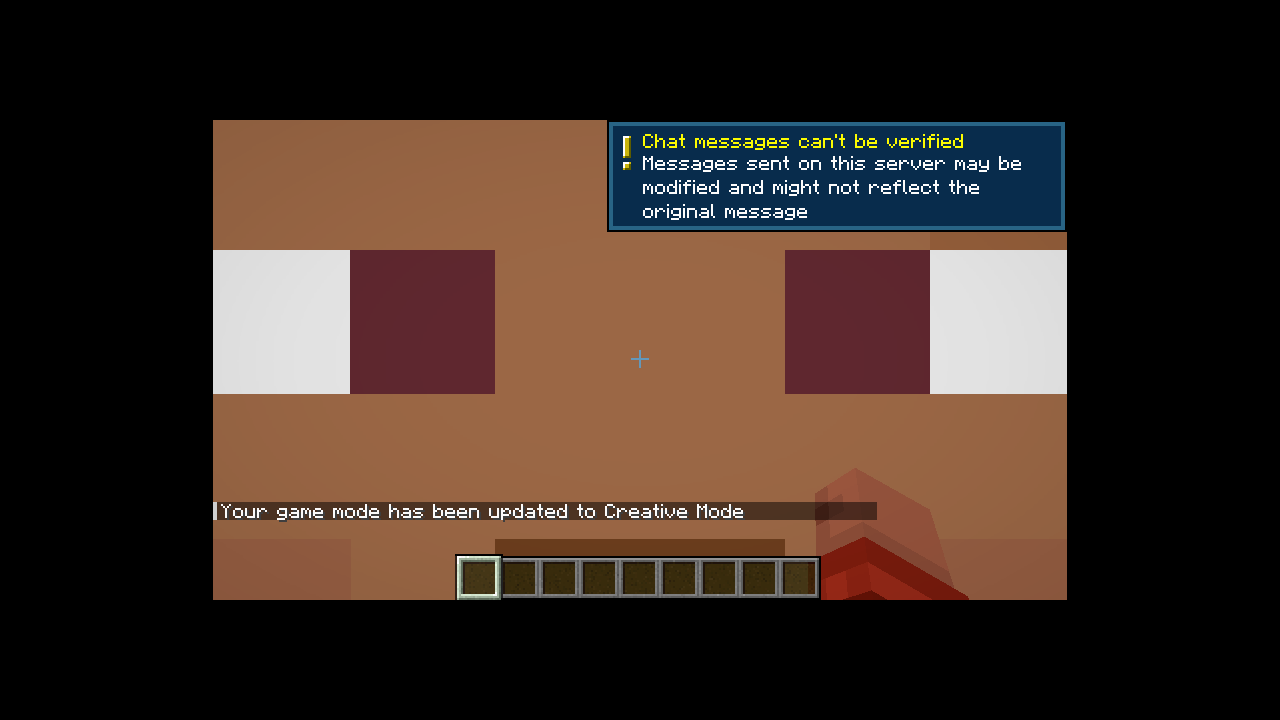 Chat messages can't be verified
Messages sent on this server may be
modified and might not reflect the
original message
Your game mode has been updated to Creative Mode